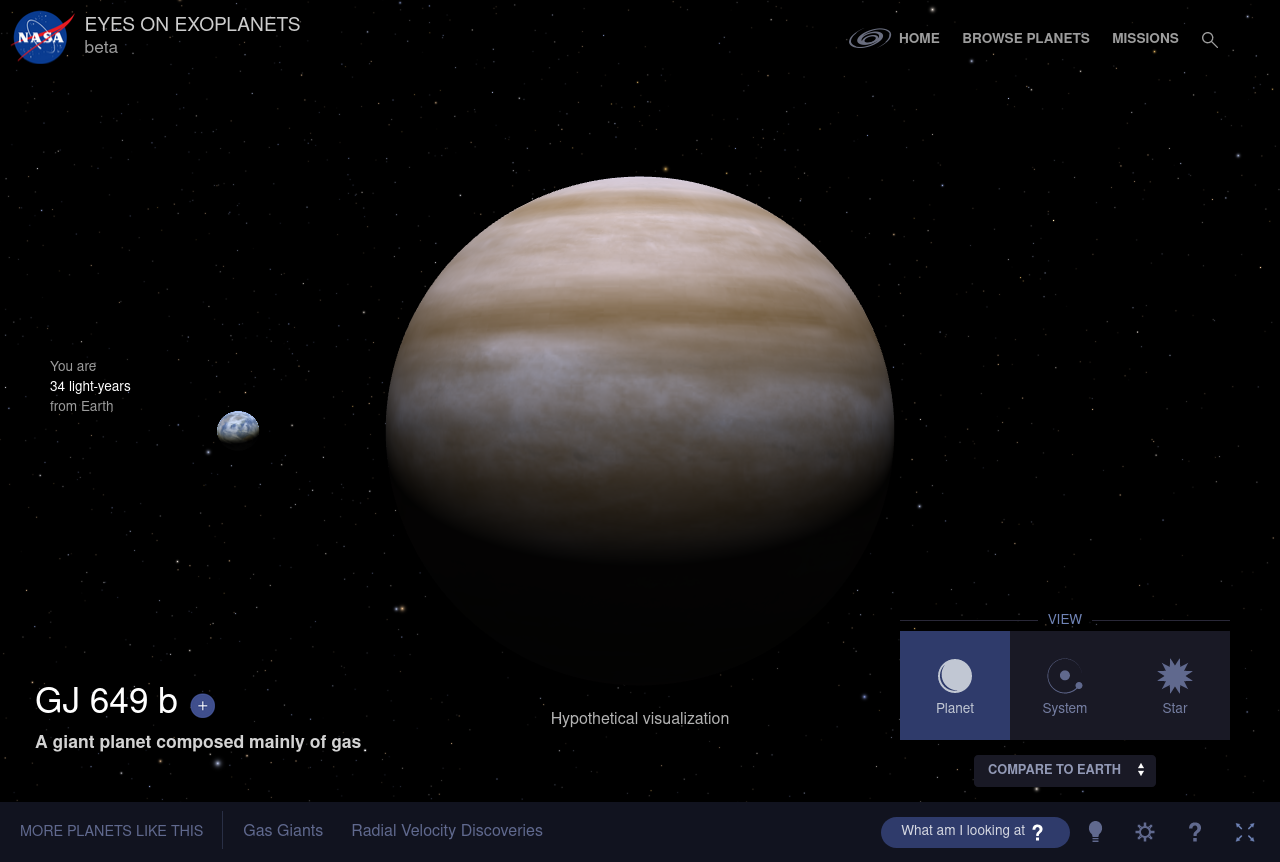 NASA
EYES ON EXOPLANETS
beta
HOME
BROWSE PLANETS
MISSIONS
You are
34 light-years
from Earth
GJ 649 b +
A giant planet composed mainly of gas.
Hypothetical visualization
VIEW
Planet
System
Star
COMPARE TO EARTH
MORE PLANETS LIKE THIS
Gas Giants
Radial Velocity Discoveries
What am I looking at ?
?